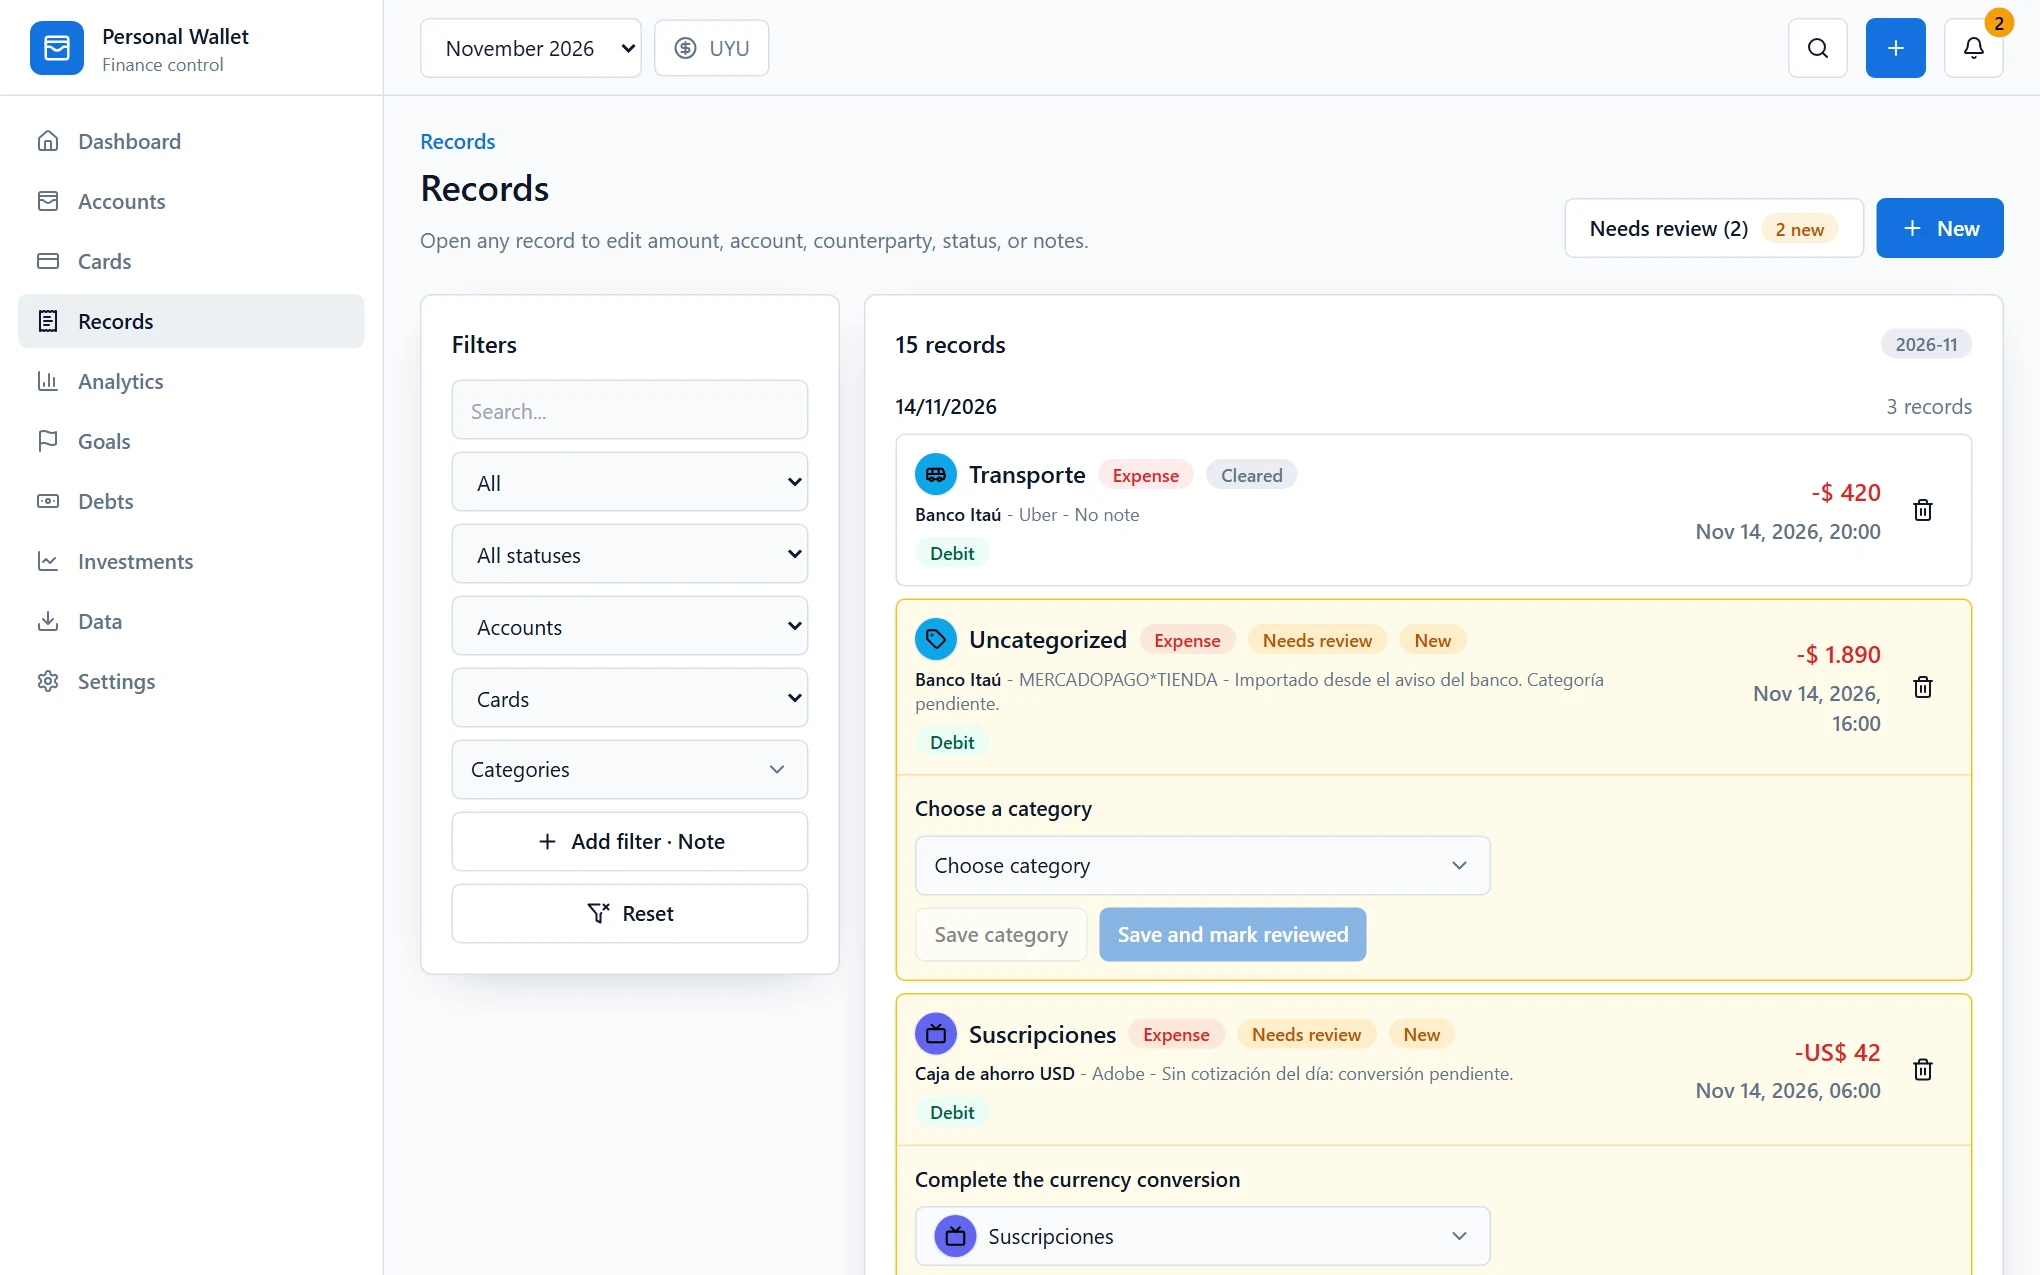 Personal Wallet
Finance control
November 2026
UYU
2
Dashboard
Accounts
Cards
Records
Analytics
Goals
Debts
Investments
Data
Settings
Records
Records
Open any record to edit amount, account, counterparty, status, or notes.
Needs review (2) 2 new
New
Filters
Search...
All
All statuses
Accounts
Cards
Categories
Add filter · Note
Reset
15 records
2026-11
14/11/2026
3 records
Transporte Expense Cleared
Banco Itaú - Uber - No note
Debit
-$ 420
Nov 14, 2026, 20:00
Uncategorized Expense Needs review New
Banco Itaú - MERCADOPAGO*TIENDA - Importado desde el aviso del banco. Categoría
pendiente.
Debit
-$ 1.890
Nov 14, 2026,
16:00
Choose a category
Choose category
Save category
Save and mark reviewed
Suscripciones Expense Needs review New
Caja de ahorro USD - Adobe - Sin cotización del día: conversión pendiente.
Debit
-US$ 42
Nov 14, 2026, 06:00
Complete the currency conversion
Suscripciones